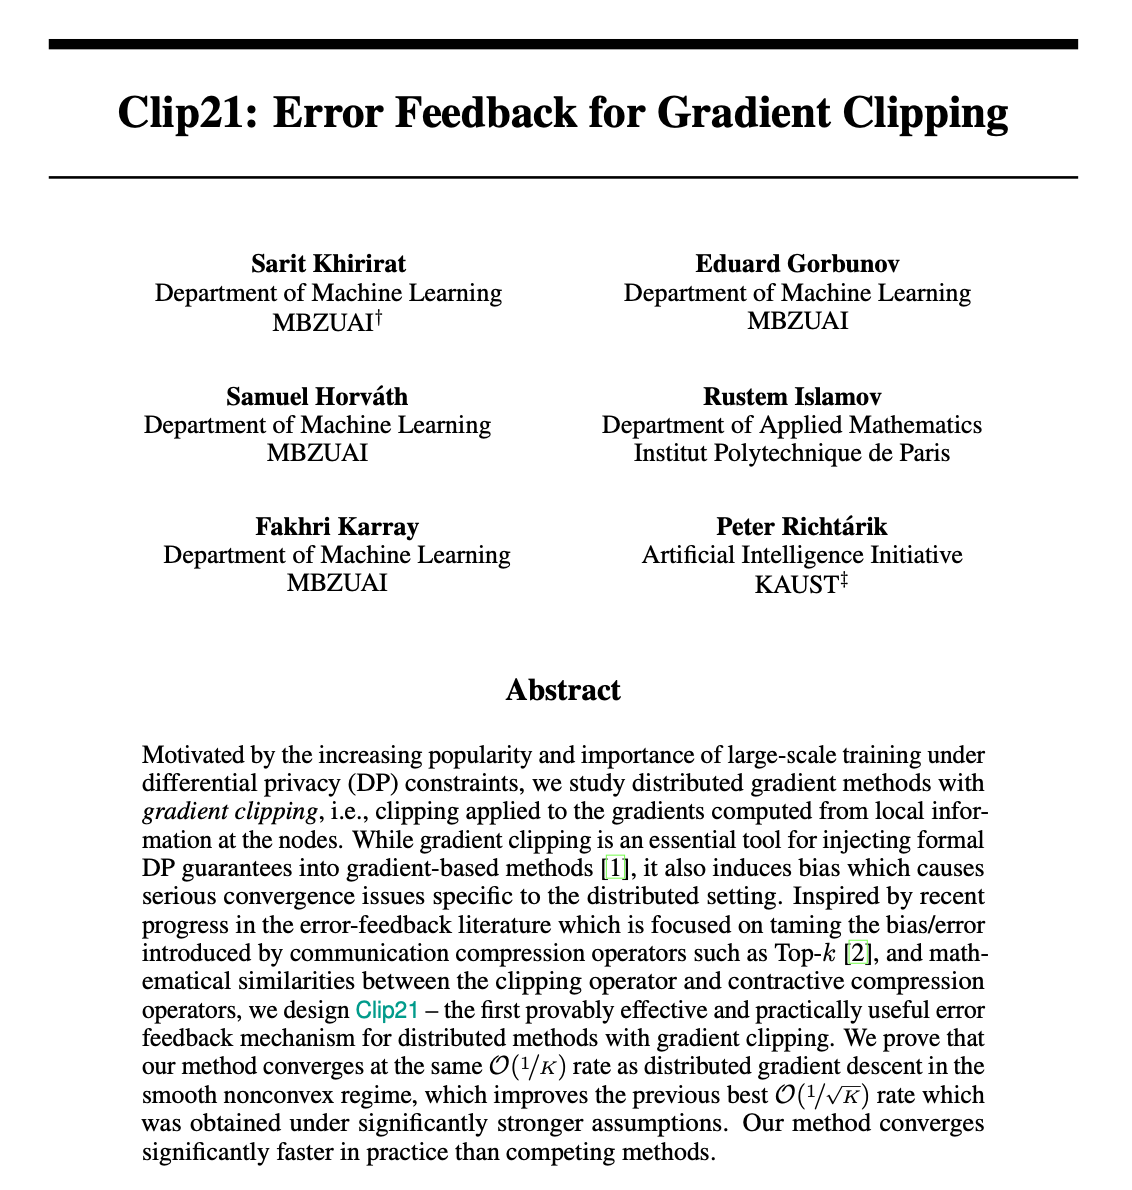 Clip21: Error Feedback for Gradient Clipping
Sarit Khirirat
Department of Machine Learning
MBZUAI†
Eduard Gorbunov
Department of Machine Learning
MBZUAI
Samuel Horváth
Department of Machine Learning
MBZUAI
Rustem Islamov
Department of Applied Mathematics
Institut Polytechnique de Paris
Fakhri Karray
Department of Machine Learning
MBZUAI
Peter Richtárik
Artificial Intelligence Initiative
KAUST‡
Abstract
Motivated by the increasing popularity and importance of large-scale training under
differential privacy (DP) constraints, we study distributed gradient methods with
gradient clipping, i.e., clipping applied to the gradients computed from local infor-
mation at the nodes. While gradient clipping is an essential tool for injecting formal
DP guarantees into gradient-based methods [1], it also induces bias which causes
serious convergence issues specific to the distributed setting. Inspired by recent
progress in the error-feedback literature which is focused on taming the bias/error
introduced by communication compression operators such as Top-k [2], and math-
ematical similarities between the clipping operator and contractive compression
operators, we design Clip21 – the first provably effective and practically useful error
feedback mechanism for distributed methods with gradient clipping. We prove that
our method converges at the same O(1/K) rate as distributed gradient descent in the
smooth nonconvex regime, which improves the previous best O(1/√K) rate which
was obtained under significantly stronger assumptions. Our method converges
significantly faster in practice than competing methods.